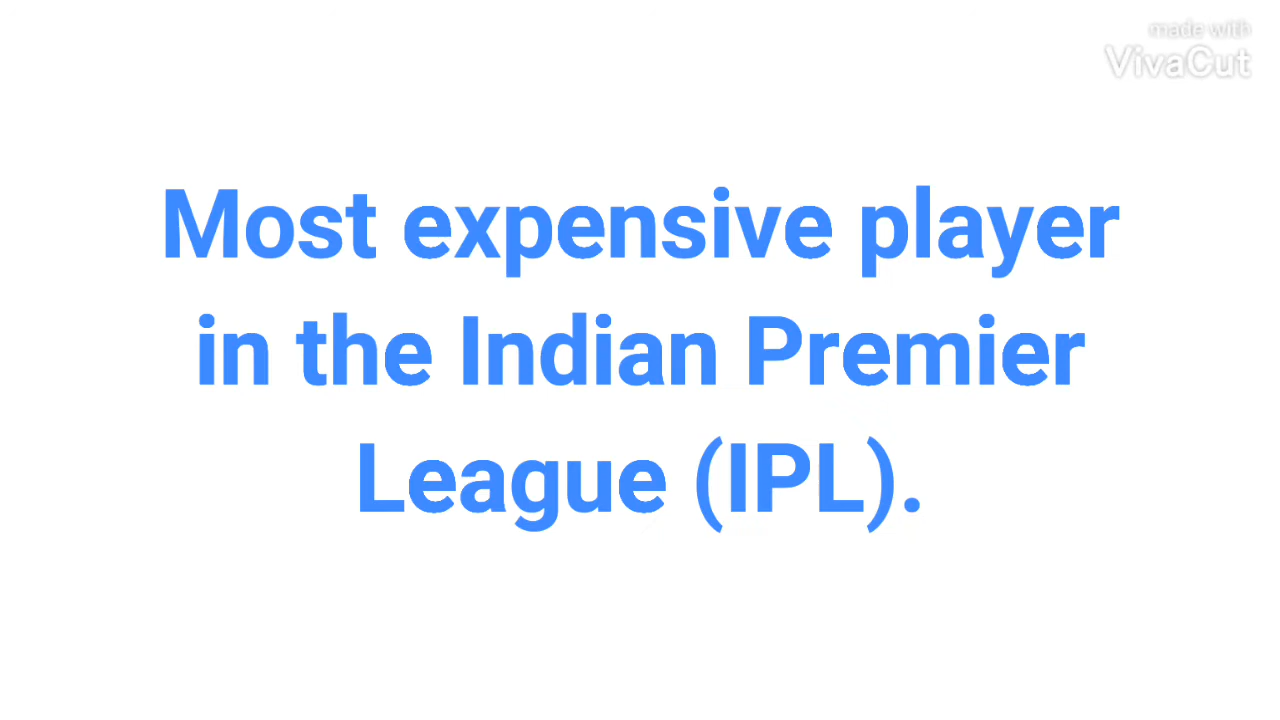 made with
VivaCut
Most expensive player
in the Indian Premier
League (IPL).